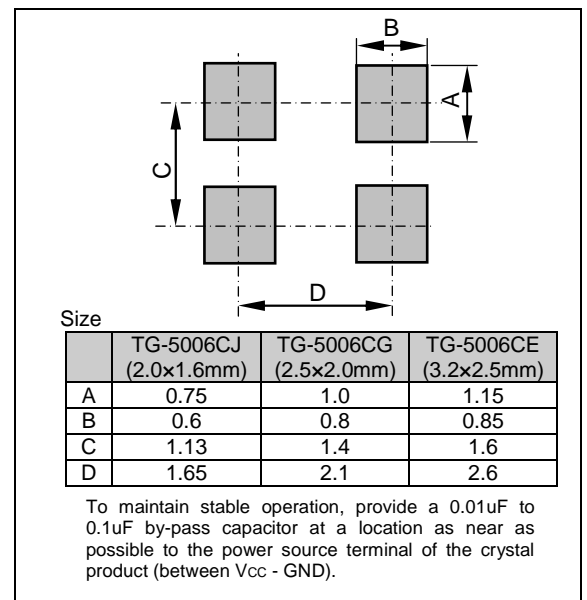 B
A
C
D
Size
TG-5006CJ TG-5006CG TG-5006CE
(2.0×1.6mm) (2.5×2.0mm) (3.2×2.5mm)
A 0.75 1.0 1.15
B 0.6 0.8 0.85
C 1.13 1.4 1.6
D 1.65 2.1 2.6
To maintain stable operation, provide a 0.01uF to
0.1uF by-pass capacitor at a location as near as
possible to the power source terminal of the crystal
product (between Vcc - GND).